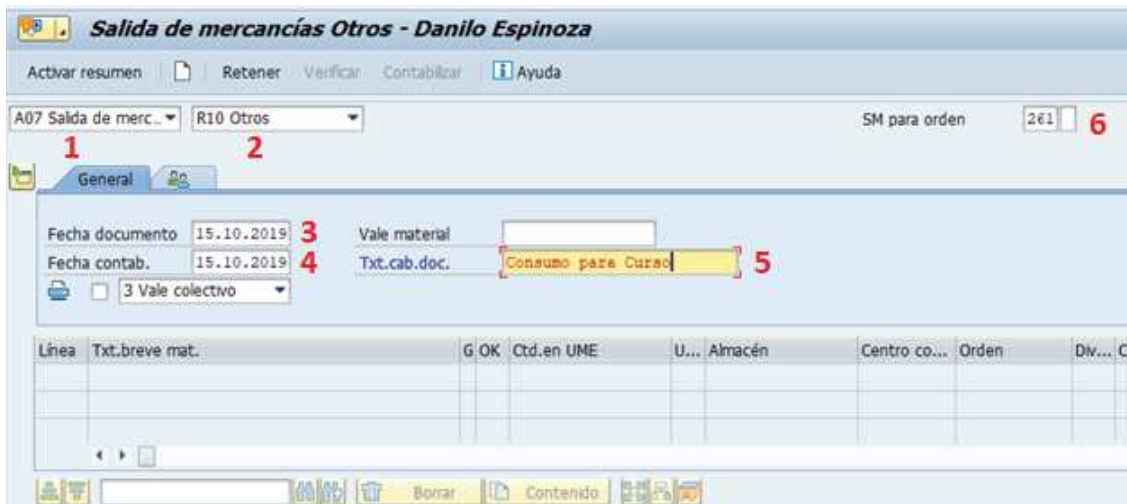 Salida de mercancías Otros - Danilo Espinoza
Activar resumen Retener Verificar Contabilizar Ayuda
A07 Salida de merc.. R10 Otros SM para orden 261 6
1 2
General
Fecha documento 15.10.2019 3 Vale material
Fecha contab. 15.10.2019 4 Txt.cab.doc. Consumo para Curso 5
3 Vale colectivo
Línea Txt.breve mat. G OK Ctd.en UME U... Almacén Centro co... Orden Div... C
Borrar Contenido